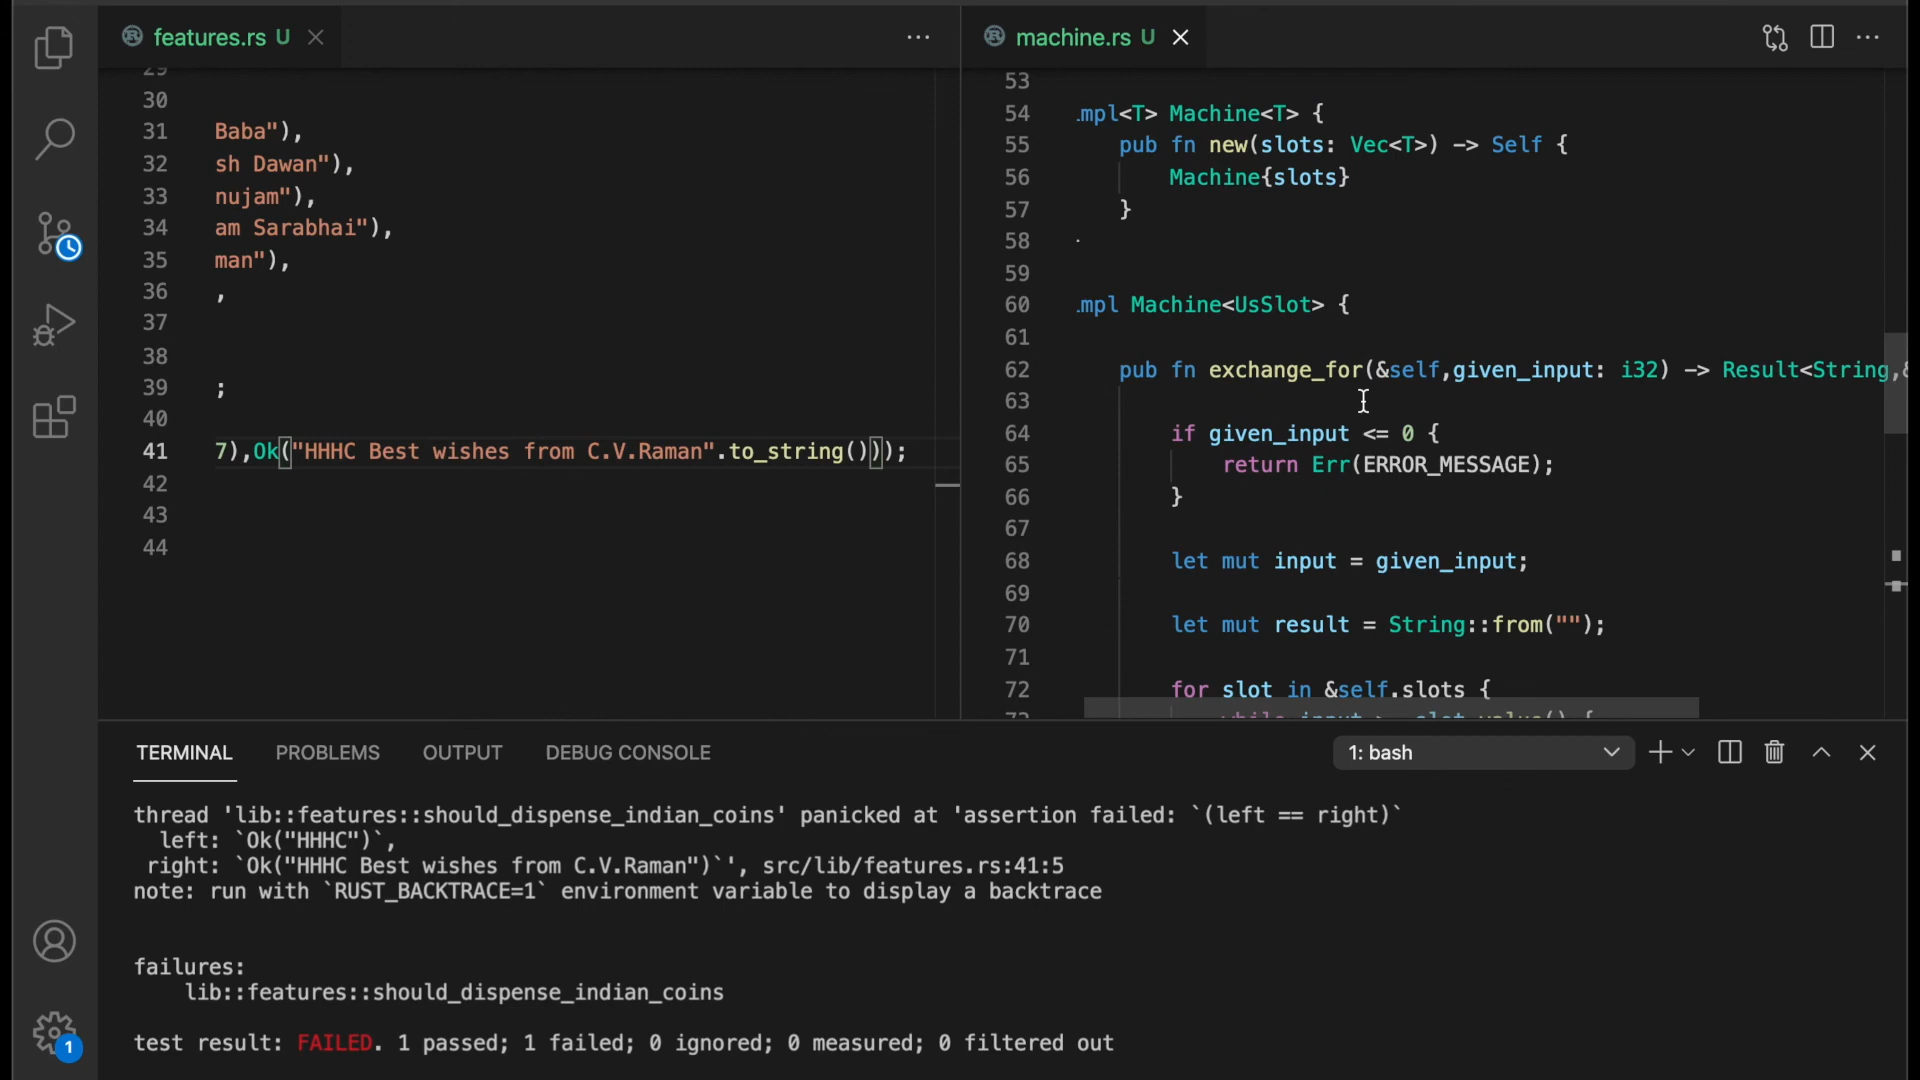 features.rs U
machine.rs U
29
30
31 Baba"),
32 sh Dawan"),
33 nujam"),
34 am Sarabhai"),
35 man"),
36 ,
37
38
39 ;
40
41 7),Ok("HHHC Best wishes from C.V.Raman".to_string()));
42
43
44
53
54 mpl<T> Machine<T> {
55 pub fn new(slots: Vec<T>) -> Self {
56 Machine{slots}
57 }
58
59
60 mpl Machine<UsSlot> {
61
62 pub fn exchange_for(&self,given_input: i32) -> Result<String,&
63
64 if given_input <= 0 {
65 return Err(ERROR_MESSAGE);
66 }
67
68 let mut input = given_input;
69
70 let mut result = String::from("");
71
72 for slot in &self.slots {
73
TERMINAL PROBLEMS OUTPUT DEBUG CONSOLE 1: bash
thread 'lib::features::should_dispense_indian_coins' panicked at 'assertion failed: `(left == right)`
left: `Ok("HHHC")`,
right: `Ok("HHHC Best wishes from C.V.Raman")`', src/lib/features.rs:41:5
note: run with `RUST_BACKTRACE=1` environment variable to display a backtrace
failures:
lib::features::should_dispense_indian_coins
test result: FAILED. 1 passed; 1 failed; 0 ignored; 0 measured; 0 filtered out
1